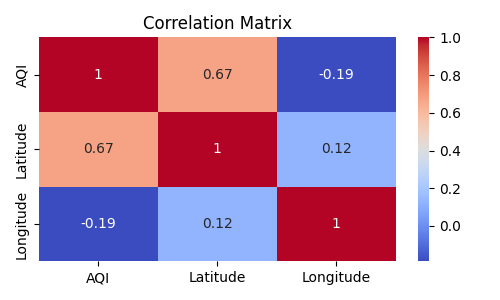 Correlation Matrix
AQI 1 0.67 -0.19
Latitude 0.67 1 0.12
Longitude -0.19 0.12 1
AQI Latitude Longitude
1.0
0.8
0.6
0.4
0.2
0.0